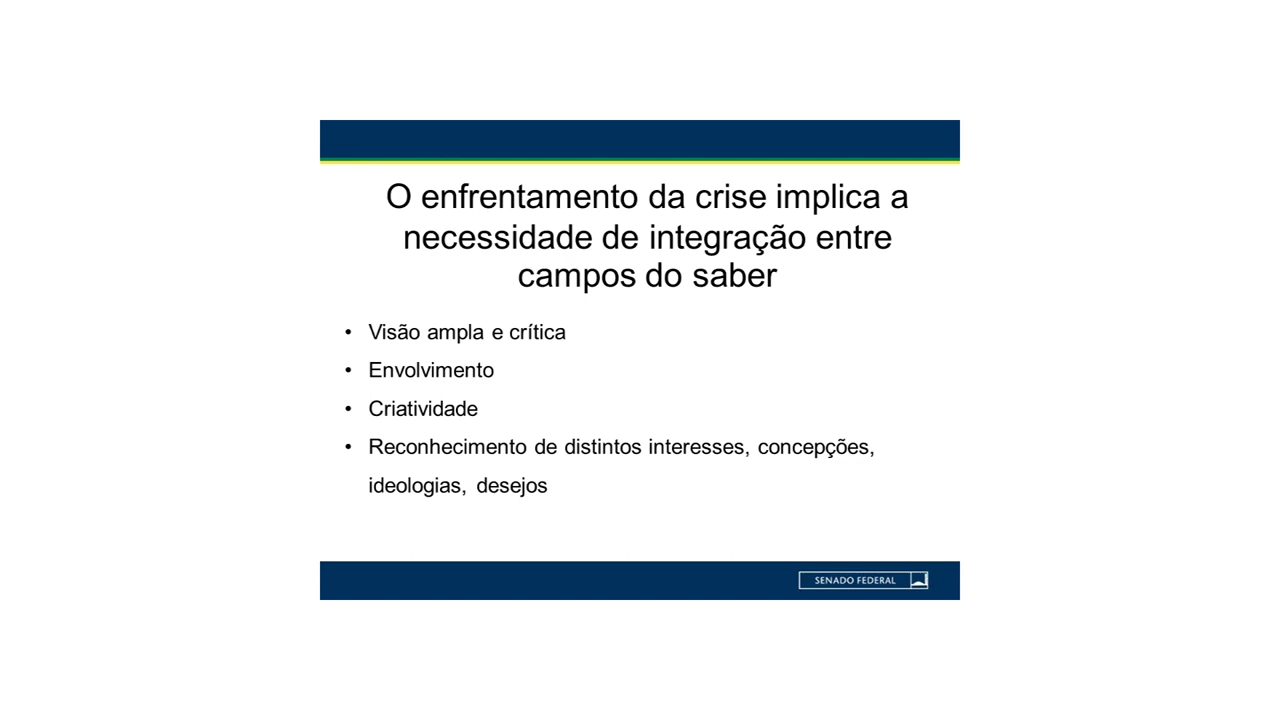 O enfrentamento da crise implica a
necessidade de integração entre
campos do saber
• Visão ampla e crítica
• Envolvimento
• Criatividade
• Reconhecimento de distintos interesses, concepções,
ideologias, desejos
SENADO FEDERAL